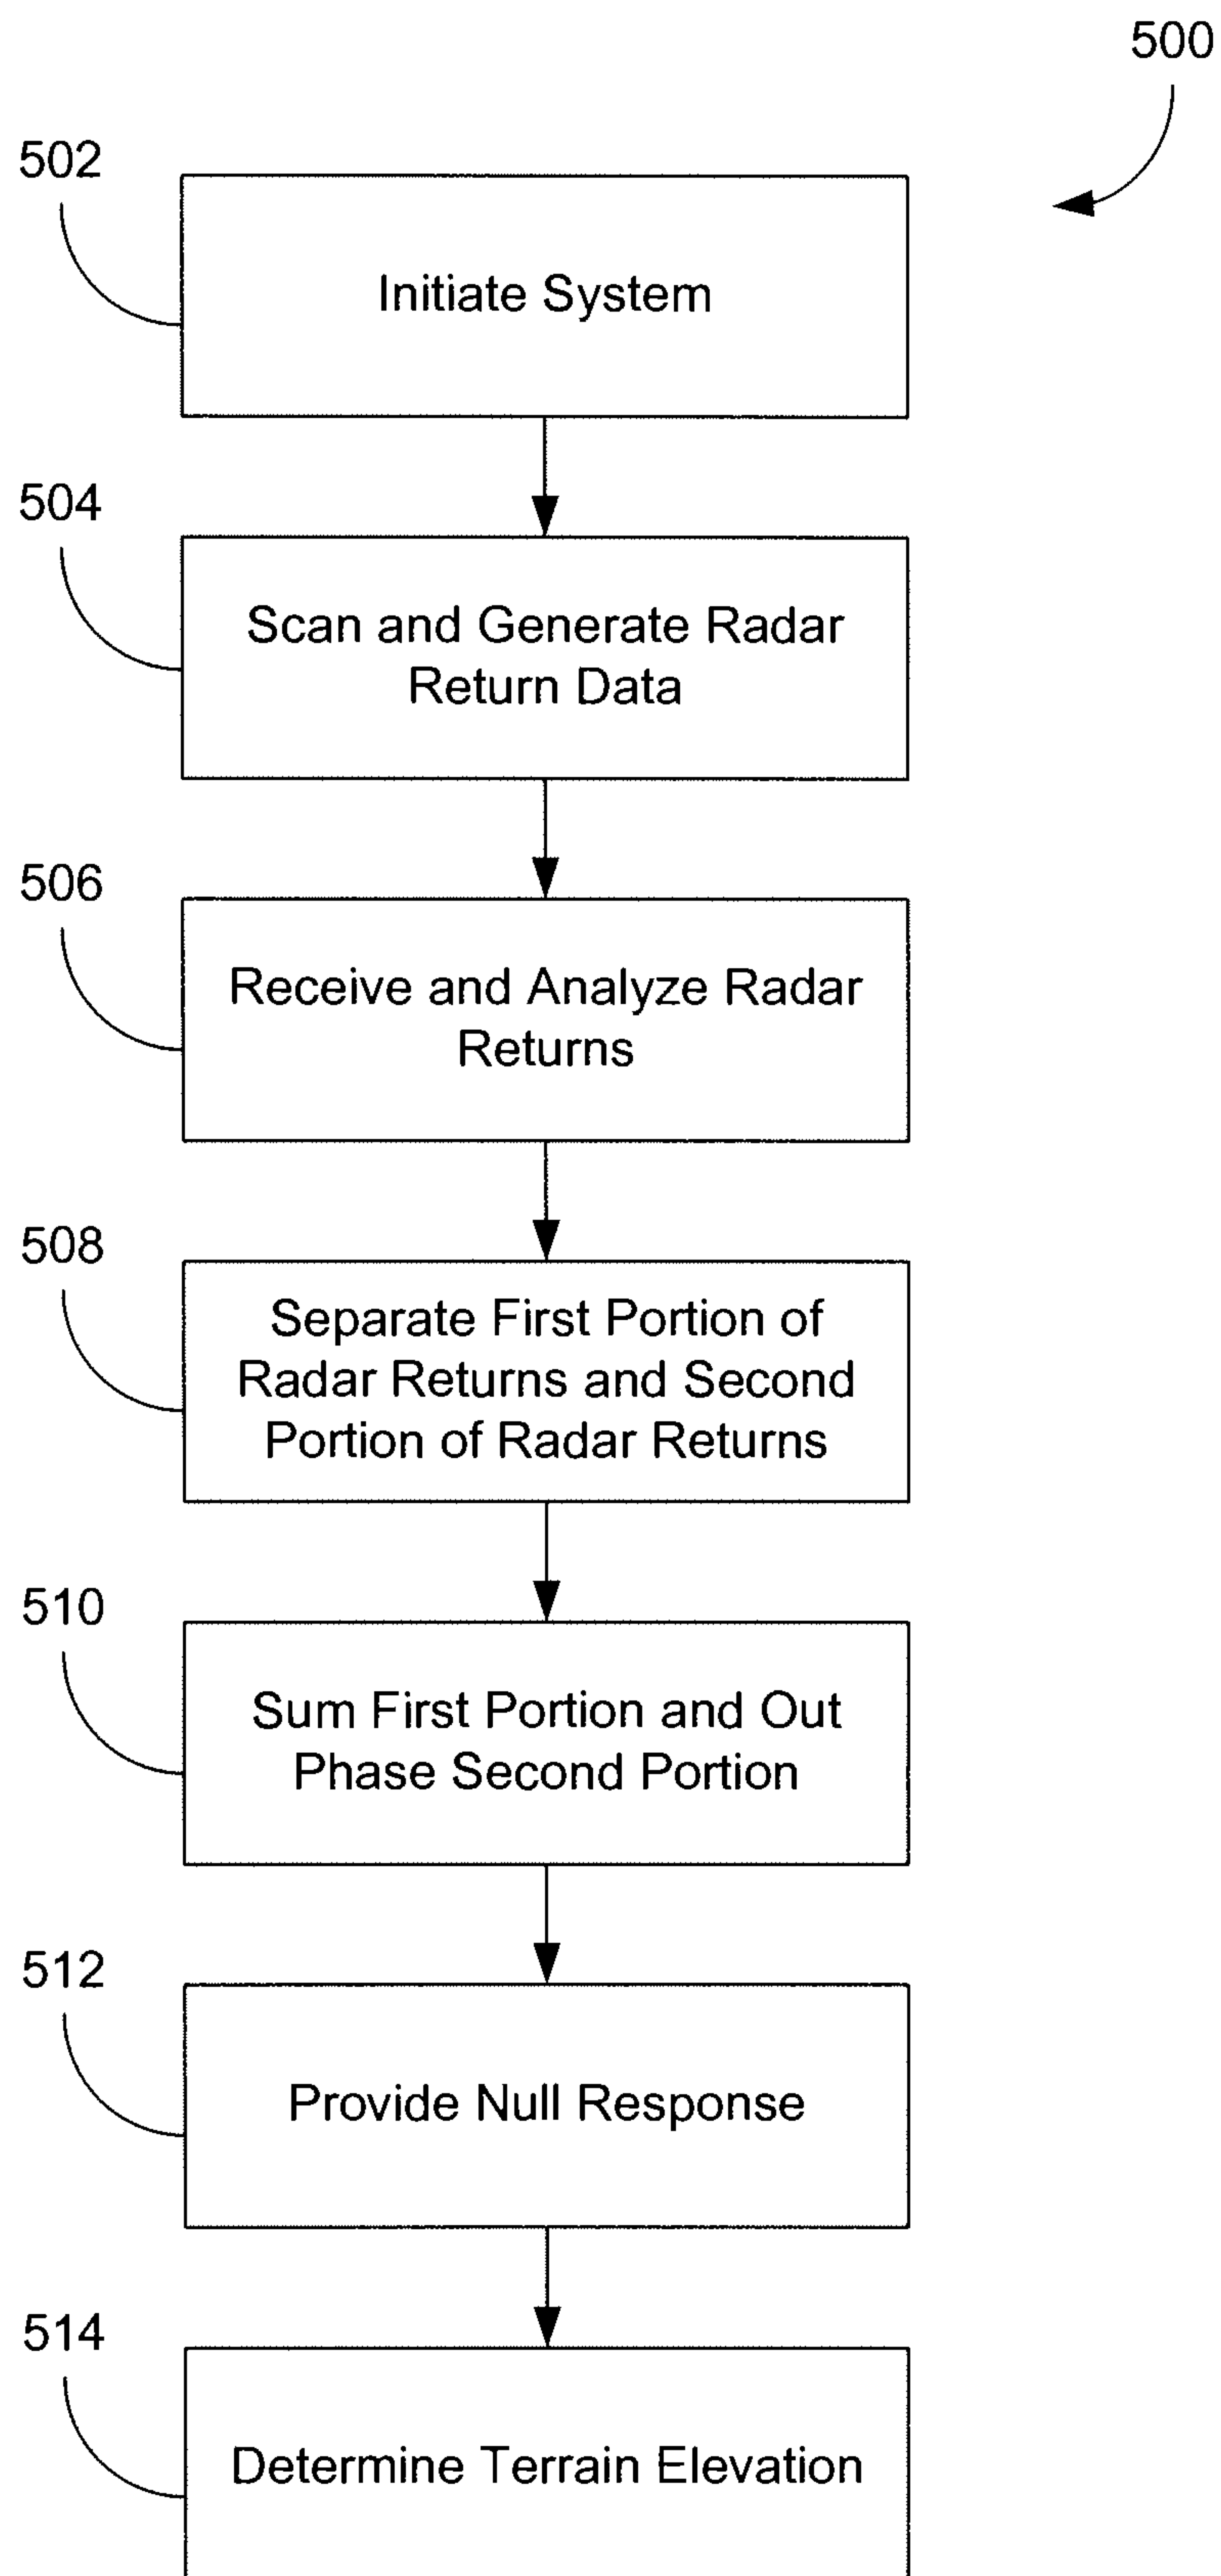 500
502
Initiate System
504
Scan and Generate Radar
Return Data
506
Receive and Analyze Radar
Returns
508
Separate First Portion of
Radar Returns and Second
Portion of Radar Returns
510
Sum First Portion and Out
Phase Second Portion
512
Provide Null Response
514
Determine Terrain Elevation